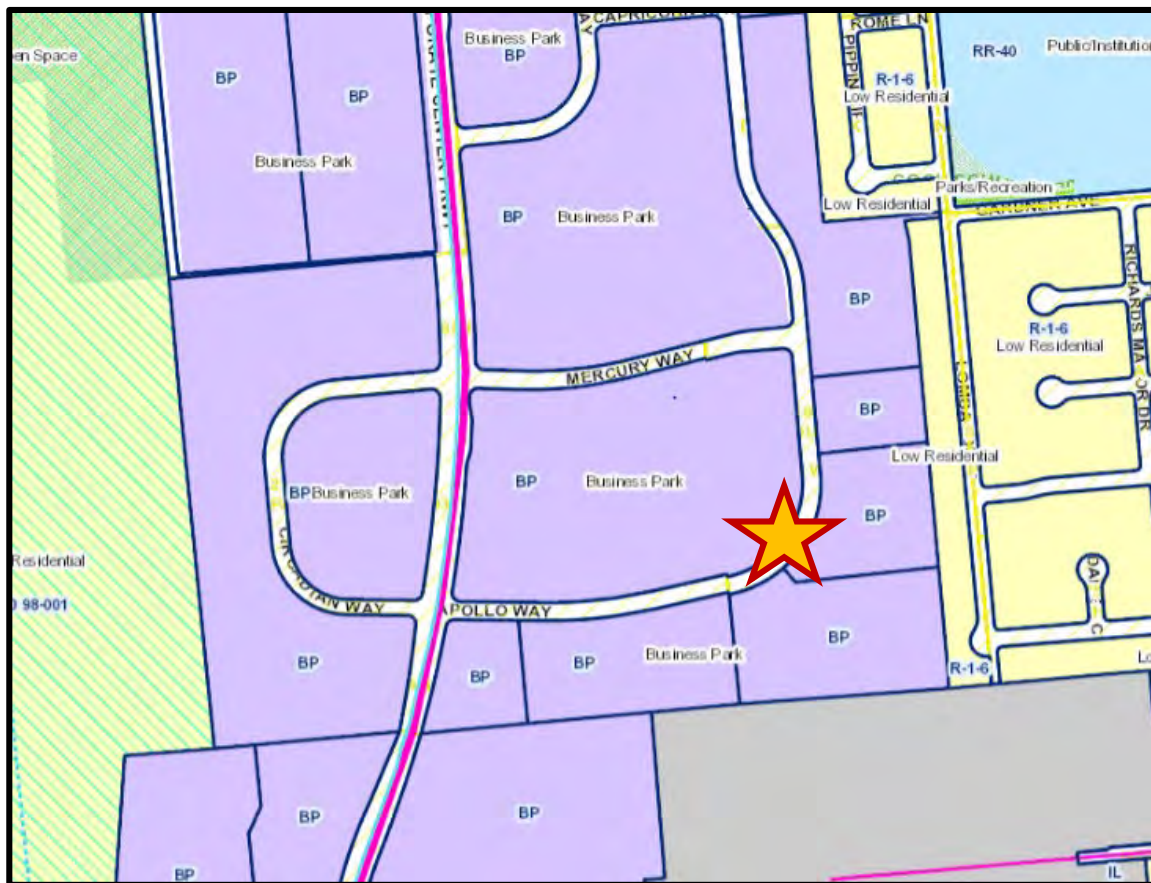 CAPRICORN
ROME LN
Business Park
BP
en Space
RR-40
Public/Institution
BP
R-1-6
BP
Low Residential
Business Park
Parks/Recreation
Low Residential
GARDNER AVE
BP
Business Park
BP
R-1-6
Low Residential
MERCURY WAY
BP
Low Residential
BP
Business Park
BP
Business Park
BP
Residential
98-001
APOLLO WAY
BP
BP
BP
BP
Business Park
R-1-6
Lo
BP
BP
BP
IL